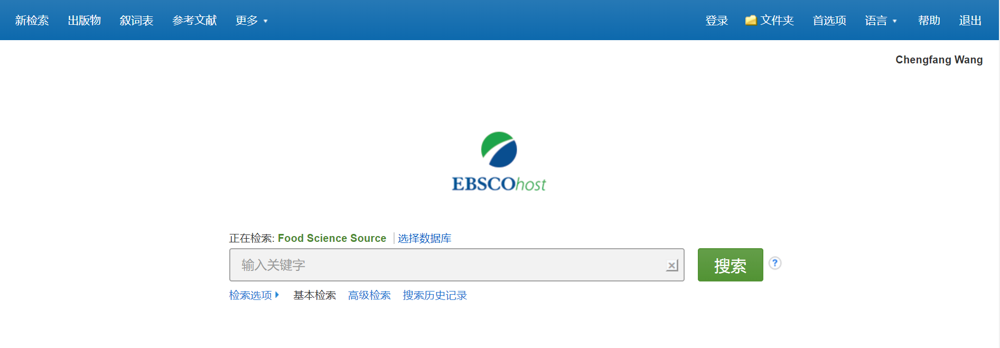 新检索 出版物 叙词表 参考文献 更多 登录 文件夹 首选项 语言 帮助 退出
Chengfang Wang
EBSCOhost
正在检索: Food Science Source 选择数据库
输入关键字 搜索 ?
检索选项 基本检索 高级检索 搜索历史记录